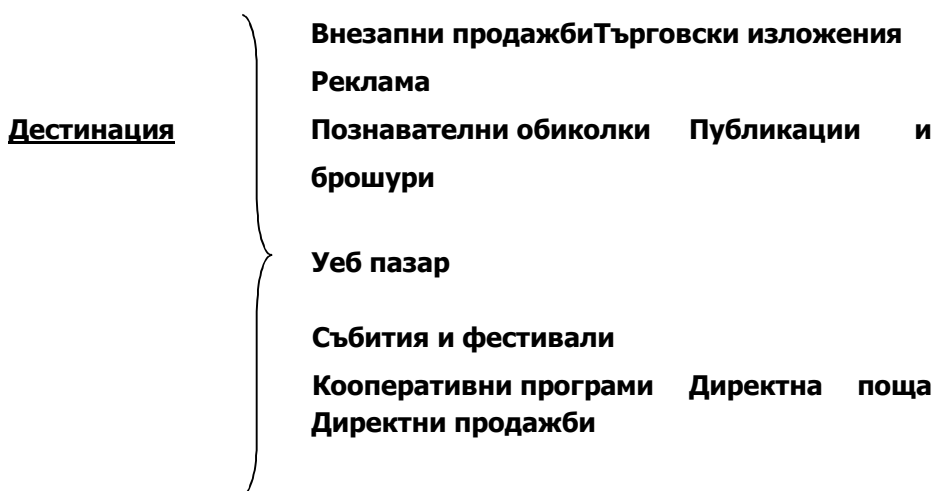 Внезапни продажбиТърговски изложения
Реклама
Дестинация Познавателни обиколки Публикации и
брошури
Уеб пазар
Събития и фестивали
Кооперативни програми Директна поща
Директни продажби